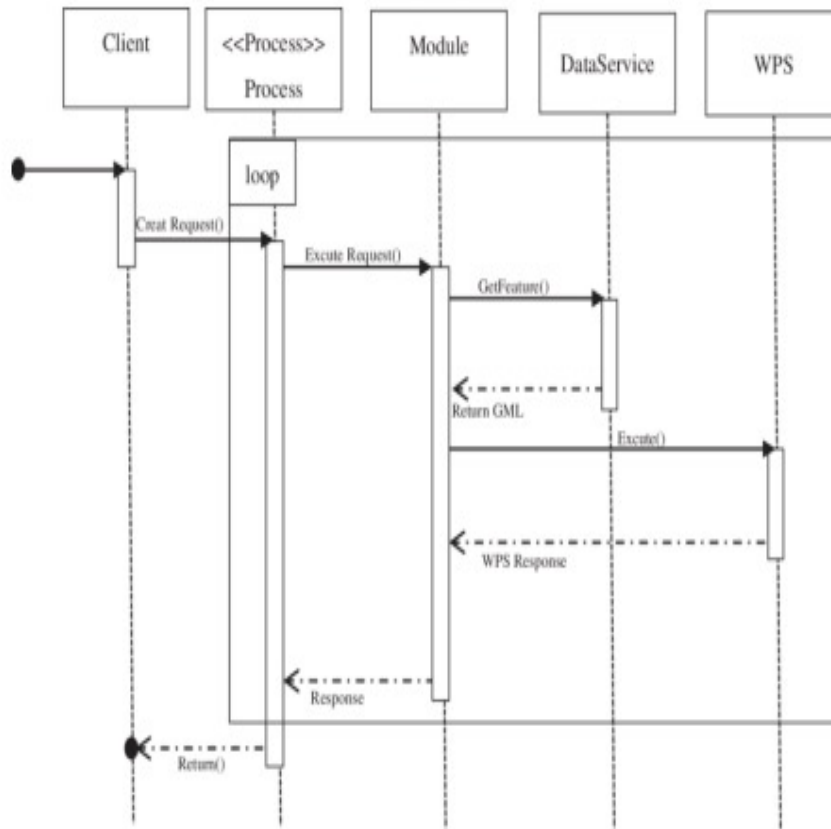 Client
<<Process>>
Process
Module
DataService
WPS
loop
Creat Request()
Excute Request()
GetFeature()
Return GML
Excute()
WPS Response
Response
Return()